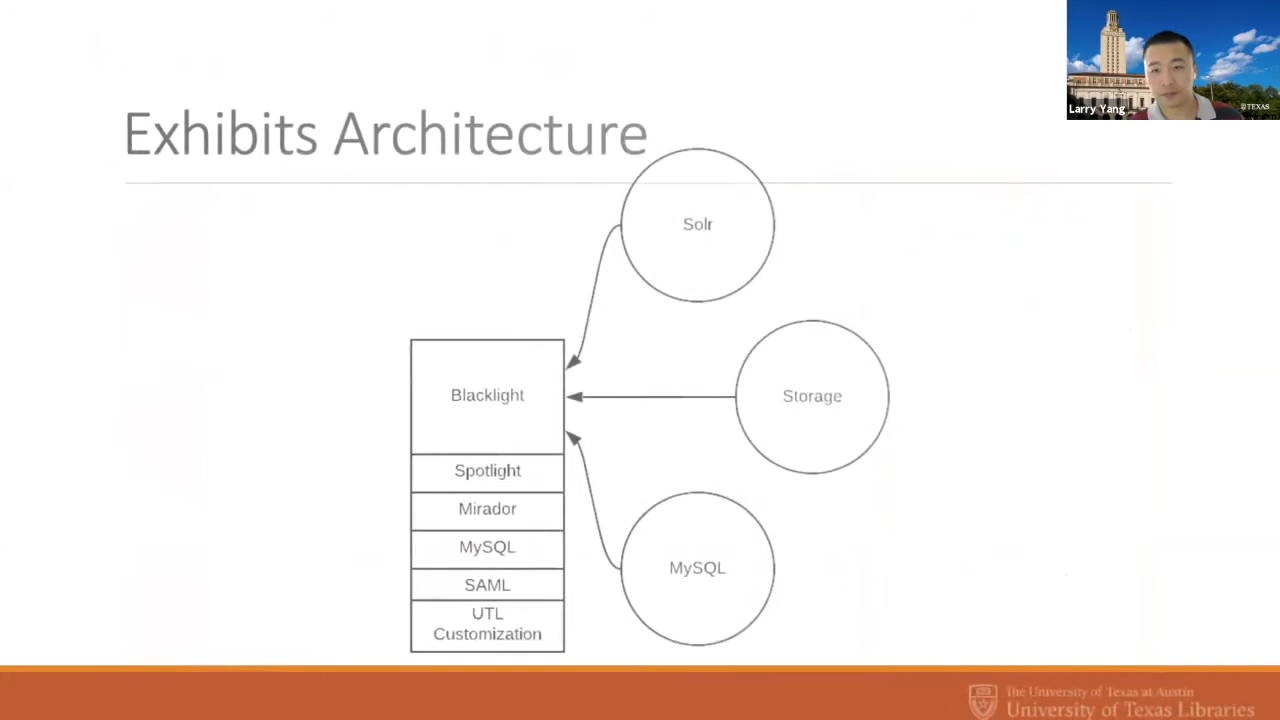 Larry Yang
TEXAS
Exhibits Architecture
Solr
Blacklight
Storage
Spotlight
Mirador
MySQL
MySQL
SAML
UTL
Customization
The University of Texas at Austin
University of Texas Libraries